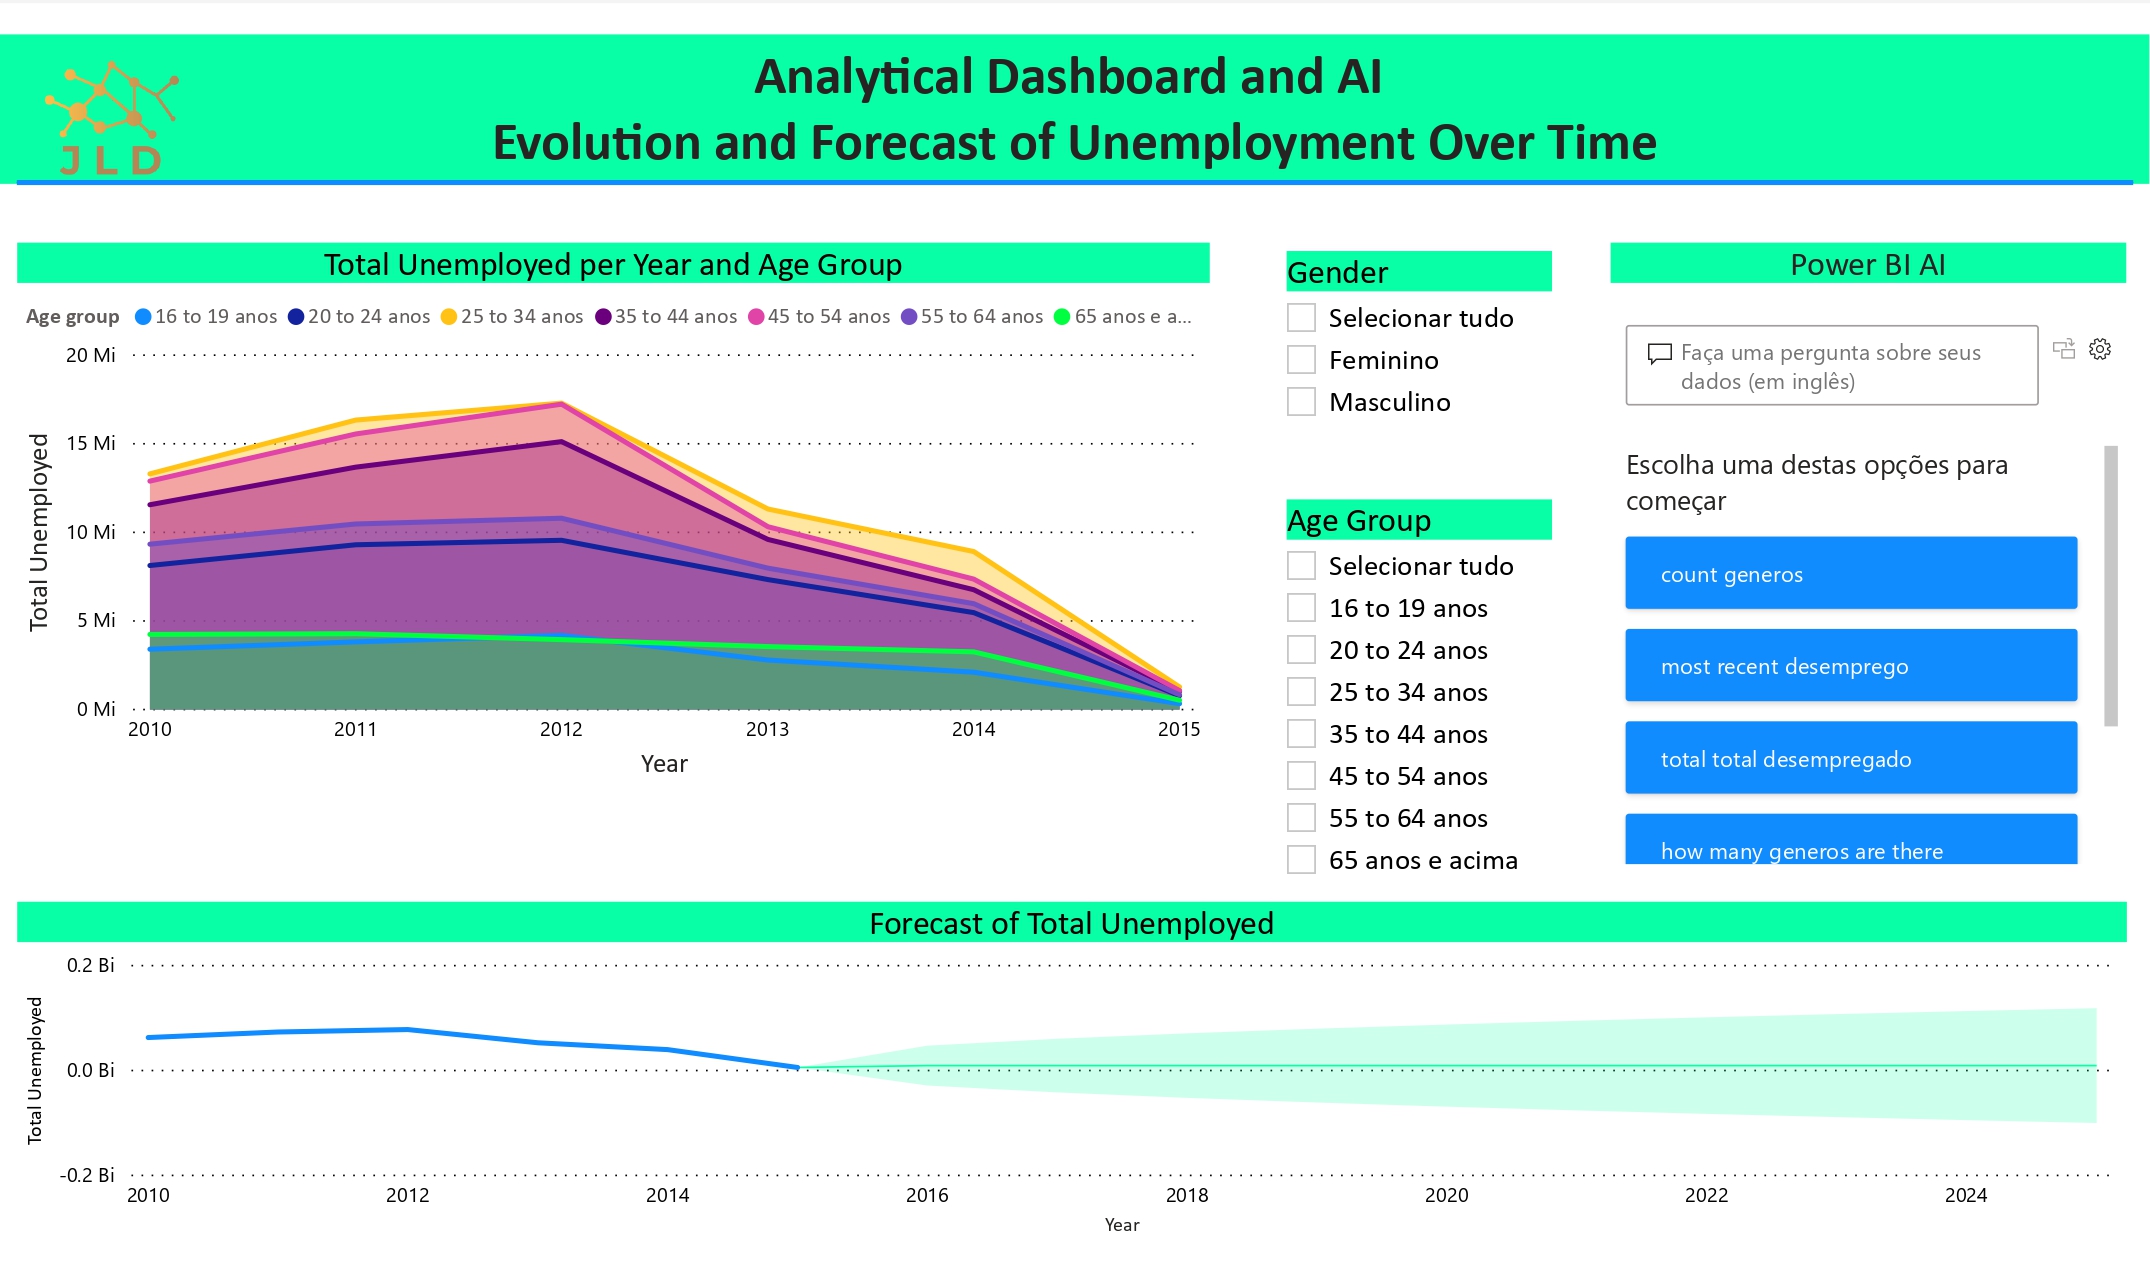 Analytical Dashboard and AI
Evolution and Forecast of Unemployment Over Time
JLD
Total Unemployed per Year and Age Group
Age group 16 to 19 anos 20 to 24 anos 25 to 34 anos 35 to 44 anos 45 to 54 anos 55 to 64 anos 65 anos e a...
20 Mi
15 Mi
10 Mi
5 Mi
0 Mi
Total Unemployed
2010 2011 2012 2013 2014 2015
Year
Gender
Selecionar tudo
Feminino
Masculino
Age Group
Selecionar tudo
16 to 19 anos
20 to 24 anos
25 to 34 anos
35 to 44 anos
45 to 54 anos
55 to 64 anos
65 anos e acima
Power BI AI
Faça uma pergunta sobre seus
dados (em inglês)
Escolha uma destas opções para
começar
count generos
most recent desemprego
total total desempregado
how many generos are there
Forecast of Total Unemployed
0.2 Bi
0.0 Bi
-0.2 Bi
Total Unemployed
2010 2012 2014 2016 2018 2020 2022 2024
Year